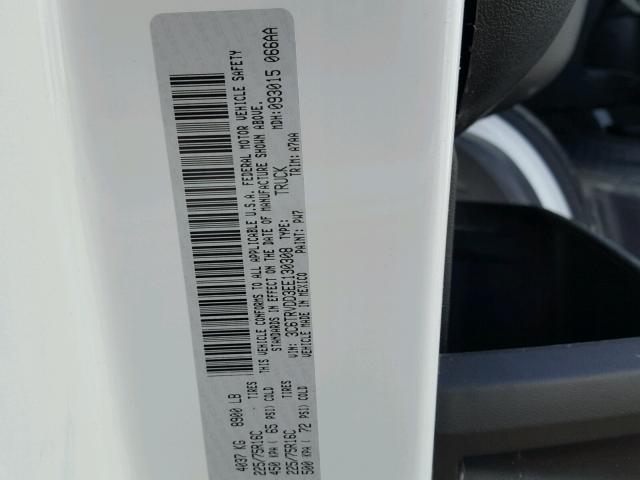 4037 KG 8900 LB
225/75R16C TIRES
450 KPA ( 65 PSI) COLD
225/75R16C TIRES
500 KPA ( 72 PSI) COLD
THIS VEHICLE CONFORMS TO ALL APPLICABLE U.S.A. FEDERAL MOTOR VEHICLE SAFETY
STANDARDS IN EFFECT ON THE DATE OF MANUFACTURE SHOWN ABOVE.
VIN: 3C6TRVDD3EE130308 TYPE: TRUCK MDH: 093015 066AA
VEHICLE MADE IN MEXICO PAINT: PW7 TRIM: A7AA